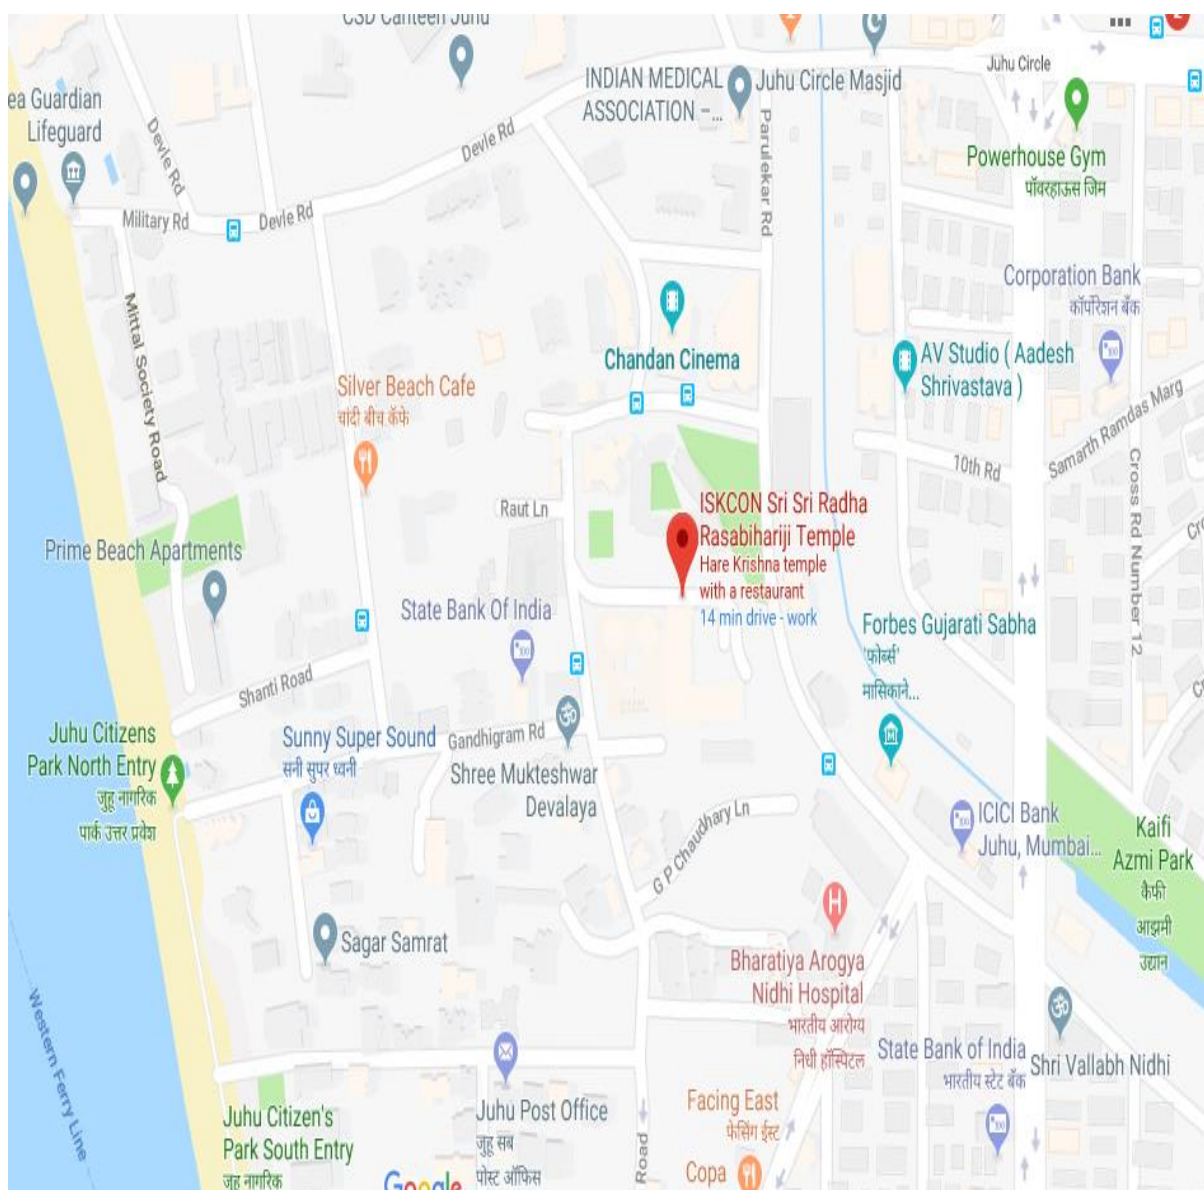 CSD Canteen Juhu
ea Guardian
Lifeguard
Devle Rd
Military Rd
Devle Rd
Devle Rd
INDIAN MEDICAL
ASSOCIATION –...
Juhu Circle Masjid
Parulekar Rd
Juhu Circle
Powerhouse Gym
पॉवरहाऊस जिम
Corporation Bank
कॉर्पोरेशन बँक
Mittal Society Road
Chandan Cinema
AV Studio ( Aadesh
Shrivastava )
Silver Beach Cafe
चांदी बीच कॅफे
Samarth Ramdas Marg
10th Rd
Cross Rd Number 12
Raut Ln
ISKCON Sri Sri Radha
Rasabihariji Temple
Hare Krishna temple
with a restaurant
14 min drive - work
Prime Beach Apartments
State Bank Of India
Forbes Gujarati Sabha
'फोर्ब्स'
मासिकाने...
Shanti Road
Juhu Citizens
Park North Entry
जुहू नागरिक
पार्क उत्तर प्रवेश
Sunny Super Sound
सनी सुपर ध्वनी
Gandhigram Rd
Shree Mukteshwar
Devalaya
G P Chaudhary Ln
ICICI Bank
Juhu, Mumbai...
Kaifi
Azmi Park
कैफी
आझमी
उद्यान
Sagar Samrat
Bharatiya Arogya
Nidhi Hospital
भारतीय आरोग्य
निधी हॉस्पिटल
Western Ferry Line
State Bank of India
भारतीय स्टेट बँक
Shri Vallabh Nidhi
Juhu Post Office
जुहू सब
पोस्ट ऑफिस
Juhu Citizen's
Park South Entry
जुहू नागरिक
Road
Facing East
फेसिंग ईस्ट
Copa
Google